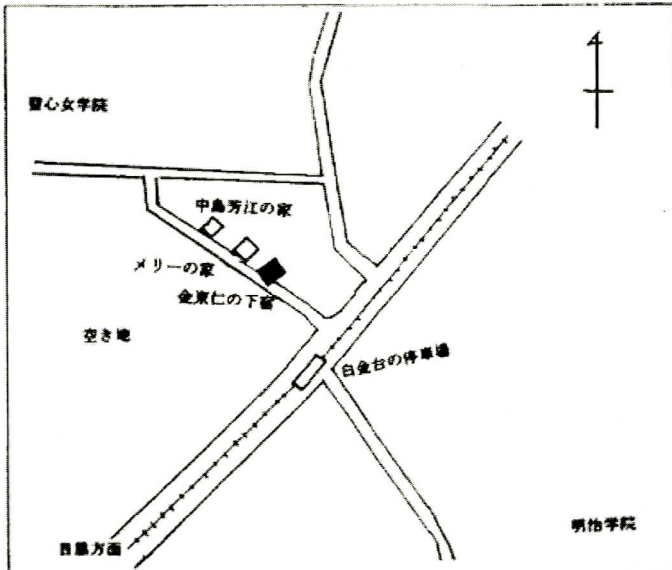 聖心女学院
中島芳江の家
メリーの家
金東仁の下宿
空き地
白金台の停車場
目黒方面
明治学院